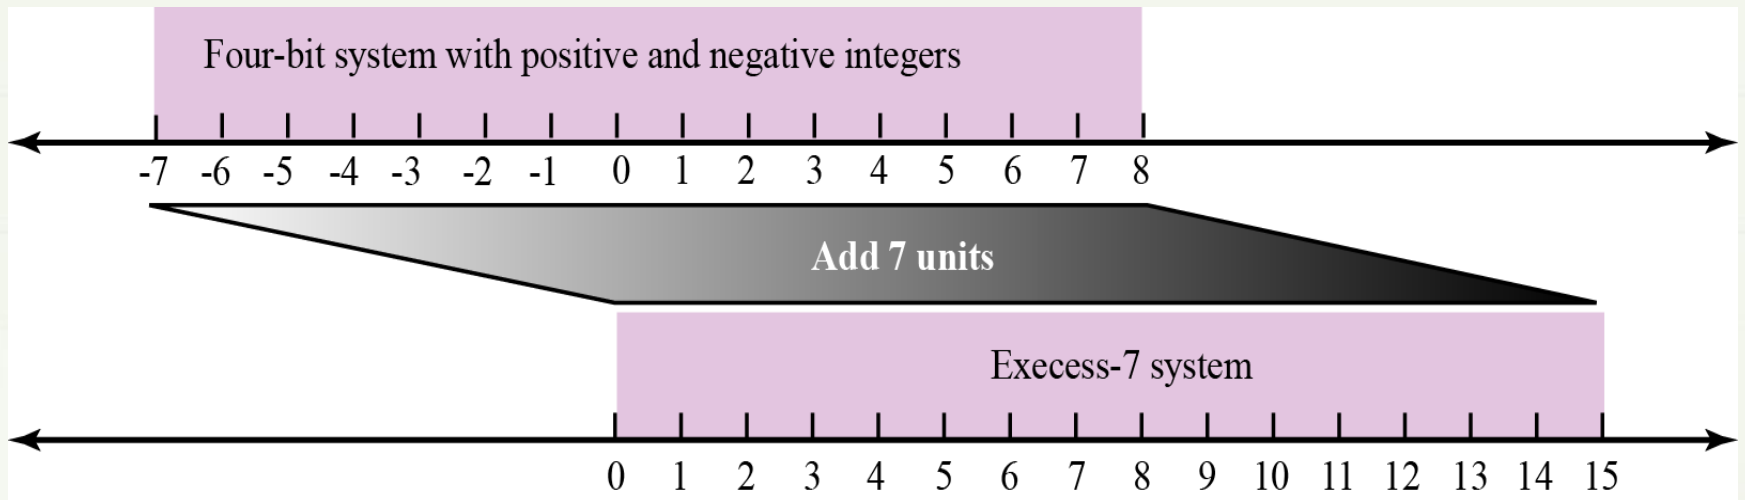 Four-bit system with positive and negative integers
-7 -6 -5 -4 -3 -2 -1 0 1 2 3 4 5 6 7 8
Add 7 units
Execess-7 system
0 1 2 3 4 5 6 7 8 9 10 11 12 13 14 15